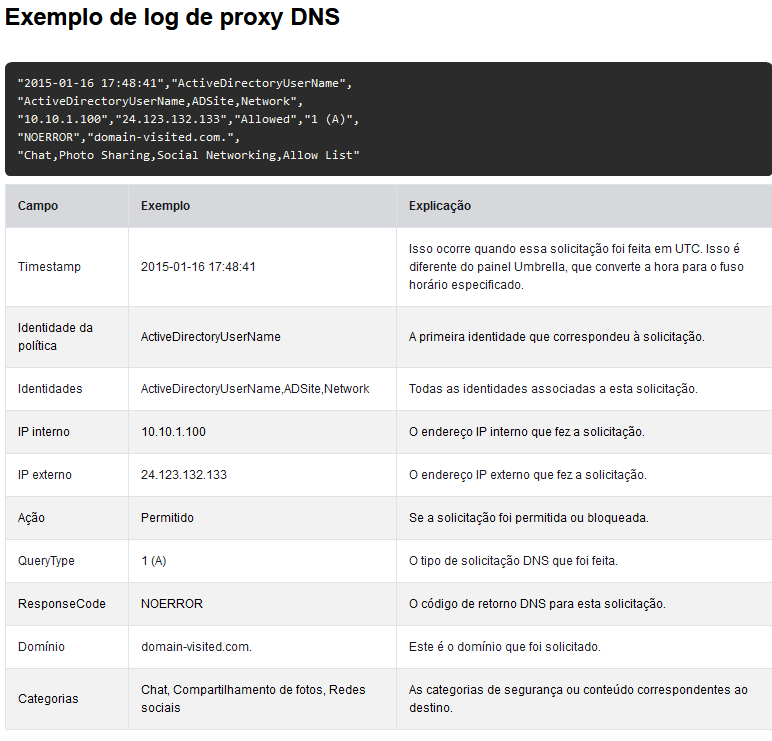 Exemplo de log de proxy DNS
"2015-01-16 17:48:41","ActiveDirectoryUserName",
"ActiveDirectoryUserName,ADSite,Network",
"10.10.1.100","24.123.132.133","Allowed","1 (A)",
"NOERROR","domain-visited.com.",
"Chat,Photo Sharing,Social Networking,Allow List"
Campo Exemplo Explicação
Timestamp 2015-01-16 17:48:41 Isso ocorre quando essa solicitação foi feita em UTC. Isso é
diferente do painel Umbrella, que converte a hora para o fuso
horário especificado.
Identidade da
política ActiveDirectoryUserName A primeira identidade que correspondeu à solicitação.
Identidades ActiveDirectoryUserName,ADSite,Network Todas as identidades associadas a esta solicitação.
IP interno 10.10.1.100 O endereço IP interno que fez a solicitação.
IP externo 24.123.132.133 O endereço IP externo que fez a solicitação.
Ação Permitido Se a solicitação foi permitida ou bloqueada.
QueryType 1 (A) O tipo de solicitação DNS que foi feita.
ResponseCode NOERROR O código de retorno DNS para esta solicitação.
Domínio domain-visited.com. Este é o domínio que foi solicitado.
Categorias Chat, Compartilhamento de fotos, Redes
sociais As categorias de segurança ou conteúdo correspondentes ao
destino.